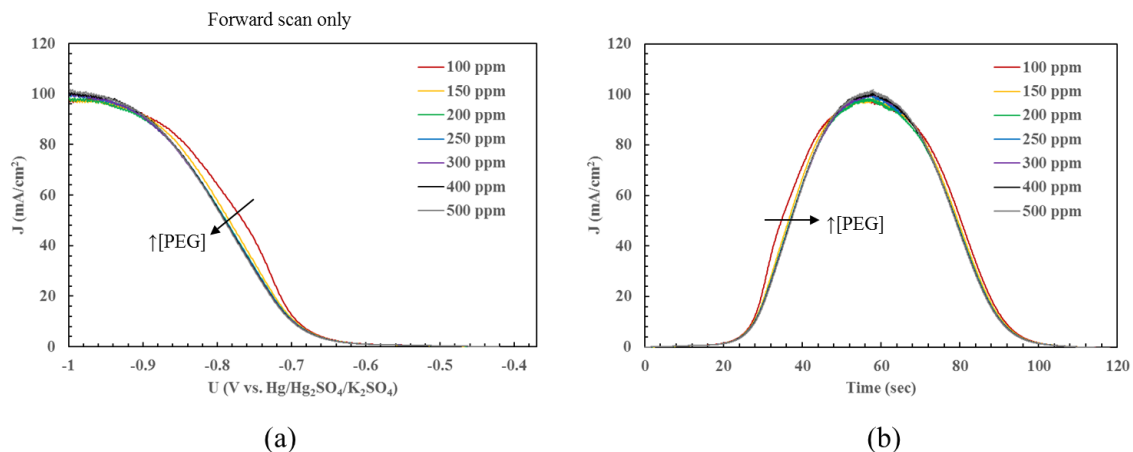 Forward scan only
120
100
80
60
40
20
0
J (mA/cm²)
-1
-0.9
-0.8
-0.7
-0.6
-0.5
-0.4
U (V vs. Hg/Hg₂SO₄/K₂SO₄)
100 ppm
150 ppm
200 ppm
250 ppm
300 ppm
400 ppm
500 ppm
↑[PEG]
(a)
120
100
80
60
40
20
0
J (mA/cm²)
0
20
40
60
80
100
120
Time (sec)
100 ppm
150 ppm
200 ppm
250 ppm
300 ppm
400 ppm
500 ppm
↑[PEG]
(b)